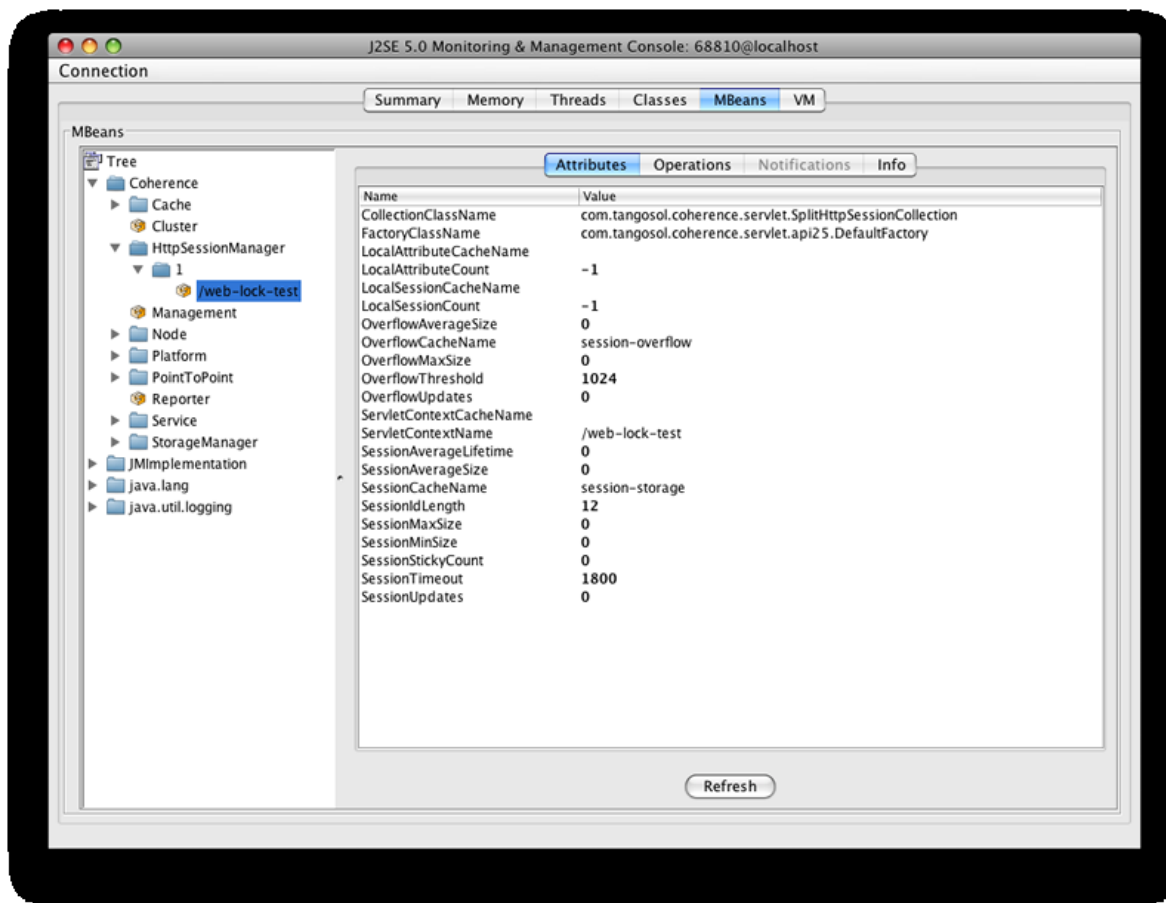 J2SE 5.0 Monitoring & Management Console: 68810@localhost
Connection
Summary Memory Threads Classes MBeans VM
MBeans
Tree
Coherence
Cache
Cluster
HttpSessionManager
1
/web-lock-test
Management
Node
Platform
PointToPoint
Reporter
Service
StorageManager
JMImplementation
java.lang
java.util.logging
Attributes Operations Notifications Info
Name Value
CollectionClassName com.tangosol.coherence.servlet.SplitHttpSessionCollection
FactoryClassName com.tangosol.coherence.servlet.api25.DefaultFactory
LocalAttributeCacheName
LocalAttributeCount -1
LocalSessionCacheName
LocalSessionCount -1
OverflowAverageSize 0
OverflowCacheName session-overflow
OverflowMaxSize 0
OverflowThreshold 1024
OverflowUpdates 0
ServletContextCacheName
ServletContextName /web-lock-test
SessionAverageLifetime 0
SessionAverageSize 0
SessionCacheName session-storage
SessionIdLength 12
SessionMaxSize 0
SessionMinSize 0
SessionStickyCount 0
SessionTimeout 1800
SessionUpdates 0
Refresh